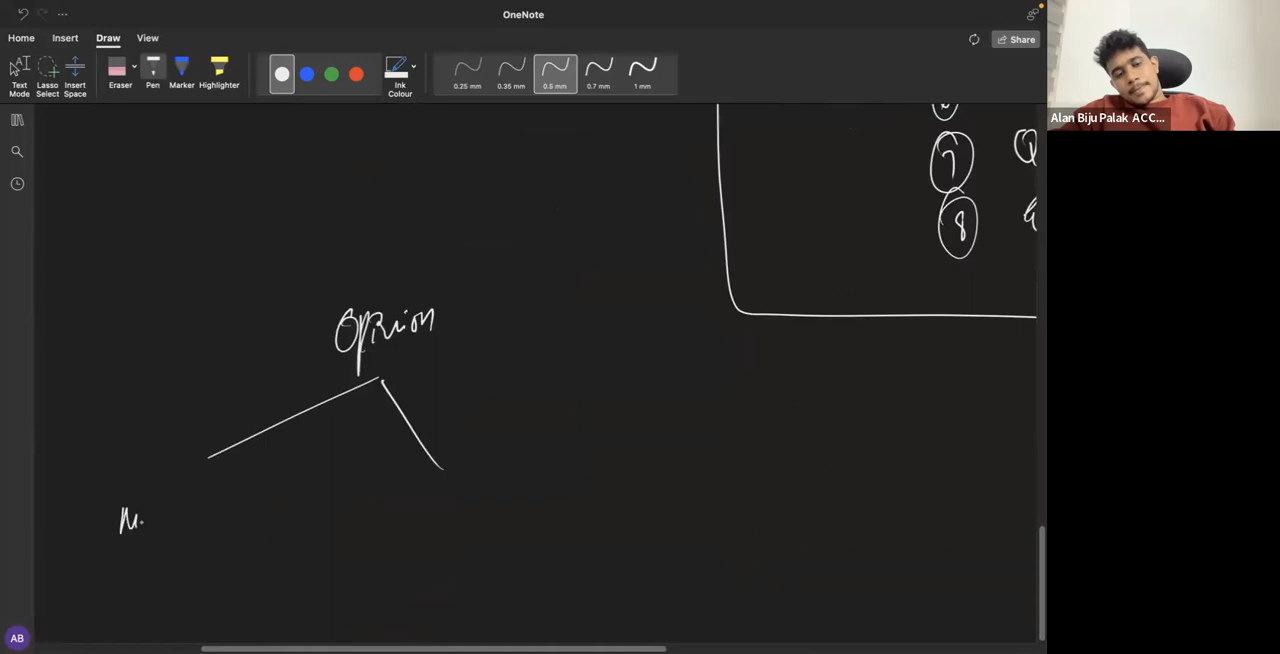 OneNote
Home Insert Draw View
Share
Text Mode
Lasso Select
Insert Space
Eraser
Pen
Marker
Highlighter
Ink Colour
0.25 mm
0.35 mm
0.5 mm
0.7 mm
1 mm
Alan Biju Palak ACC...
7 Q
8
Opinion
M
AB